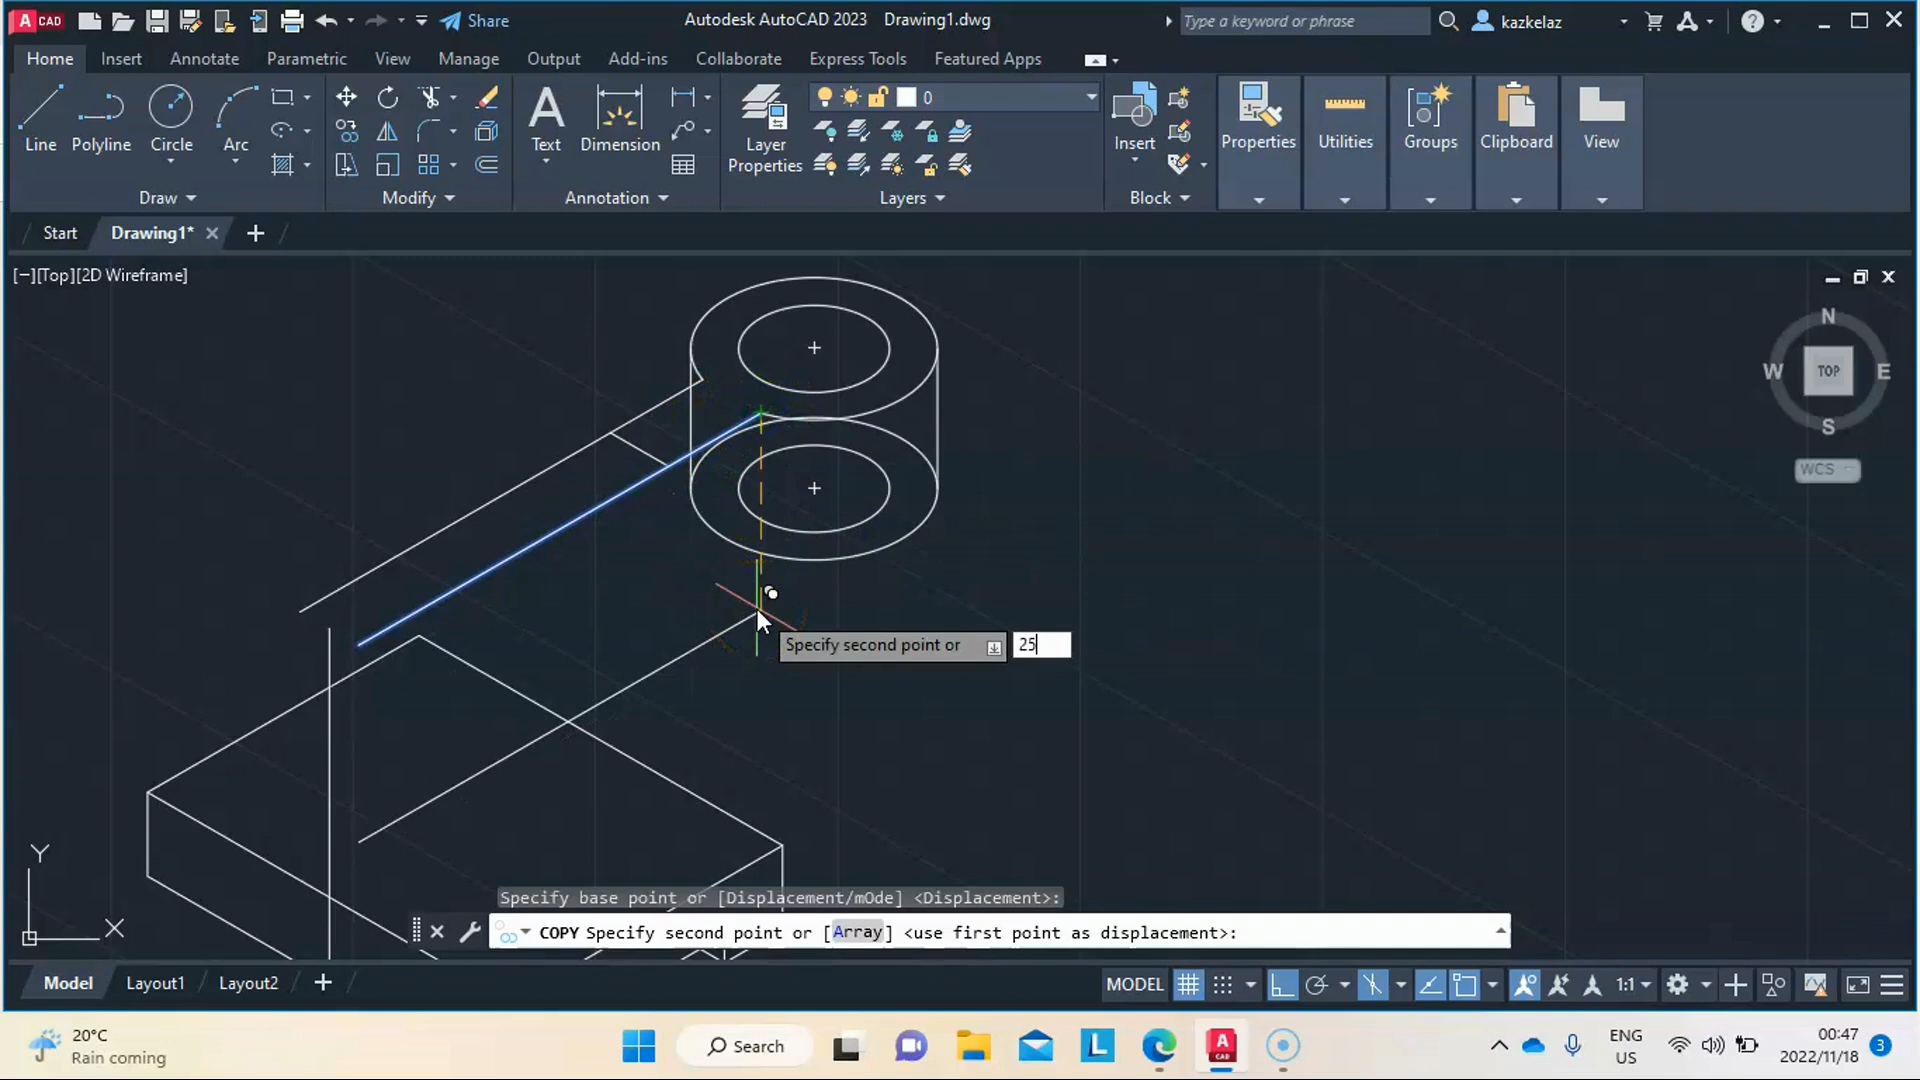 A CAD
Share
Autodesk AutoCAD 2023 Drawing1.dwg
Type a keyword or phrase
kazkelaz
Home Insert Annotate Parametric View Manage Output Add-ins Collaborate Express Tools Featured Apps
0
Line Polyline Circle Arc Text Dimension Layer Properties Insert Properties Utilities Groups Clipboard View
Draw Modify Annotation Layers Block
Start Drawing1*
[−][Top][2D Wireframe]
N
W TOP E
S
WCS
Specify second point or 25
Y
X
Specify base point or [Displacement/mOde] <Displacement>:
COPY Specify second point or [Array] <use first point as displacement>:
Model Layout1 Layout2
MODEL 1:1
20°C
Rain coming
Search
L
A CAD
ENG
US
00:47
2022/11/18
3